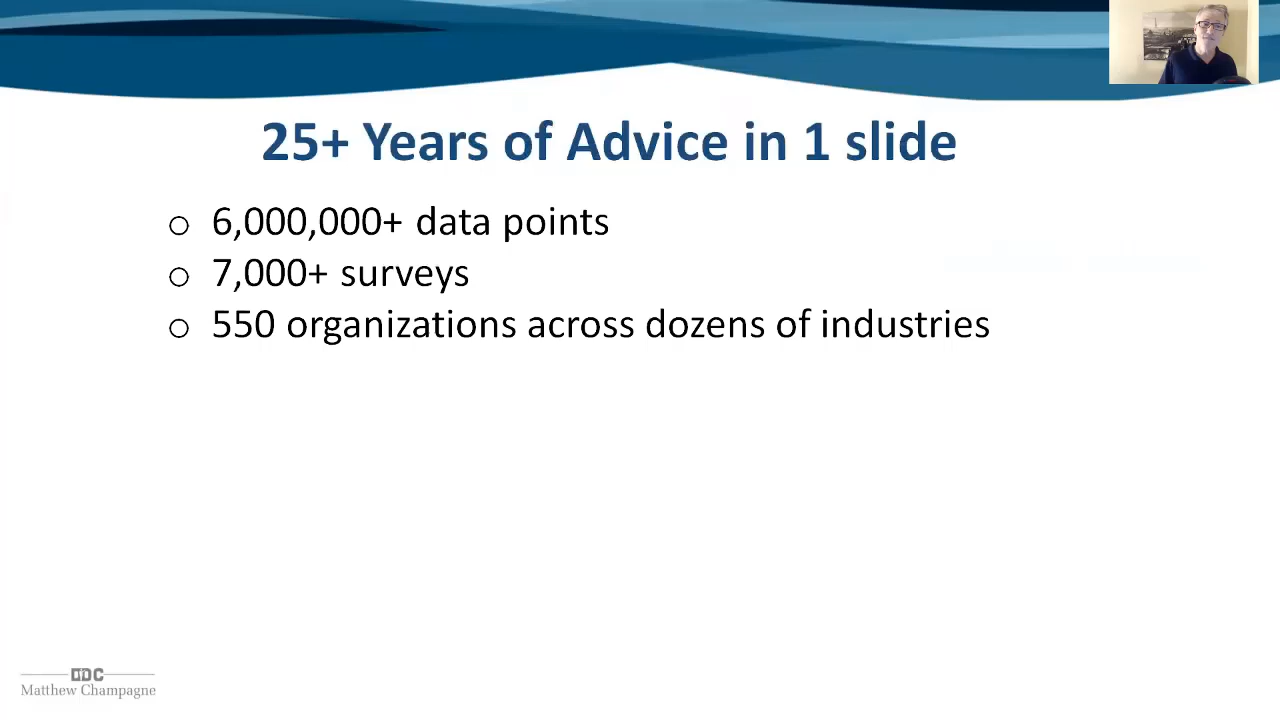 25+ Years of Advice in 1 slide
6,000,000+ data points
7,000+ surveys
550 organizations across dozens of industries
Matthew Champagne